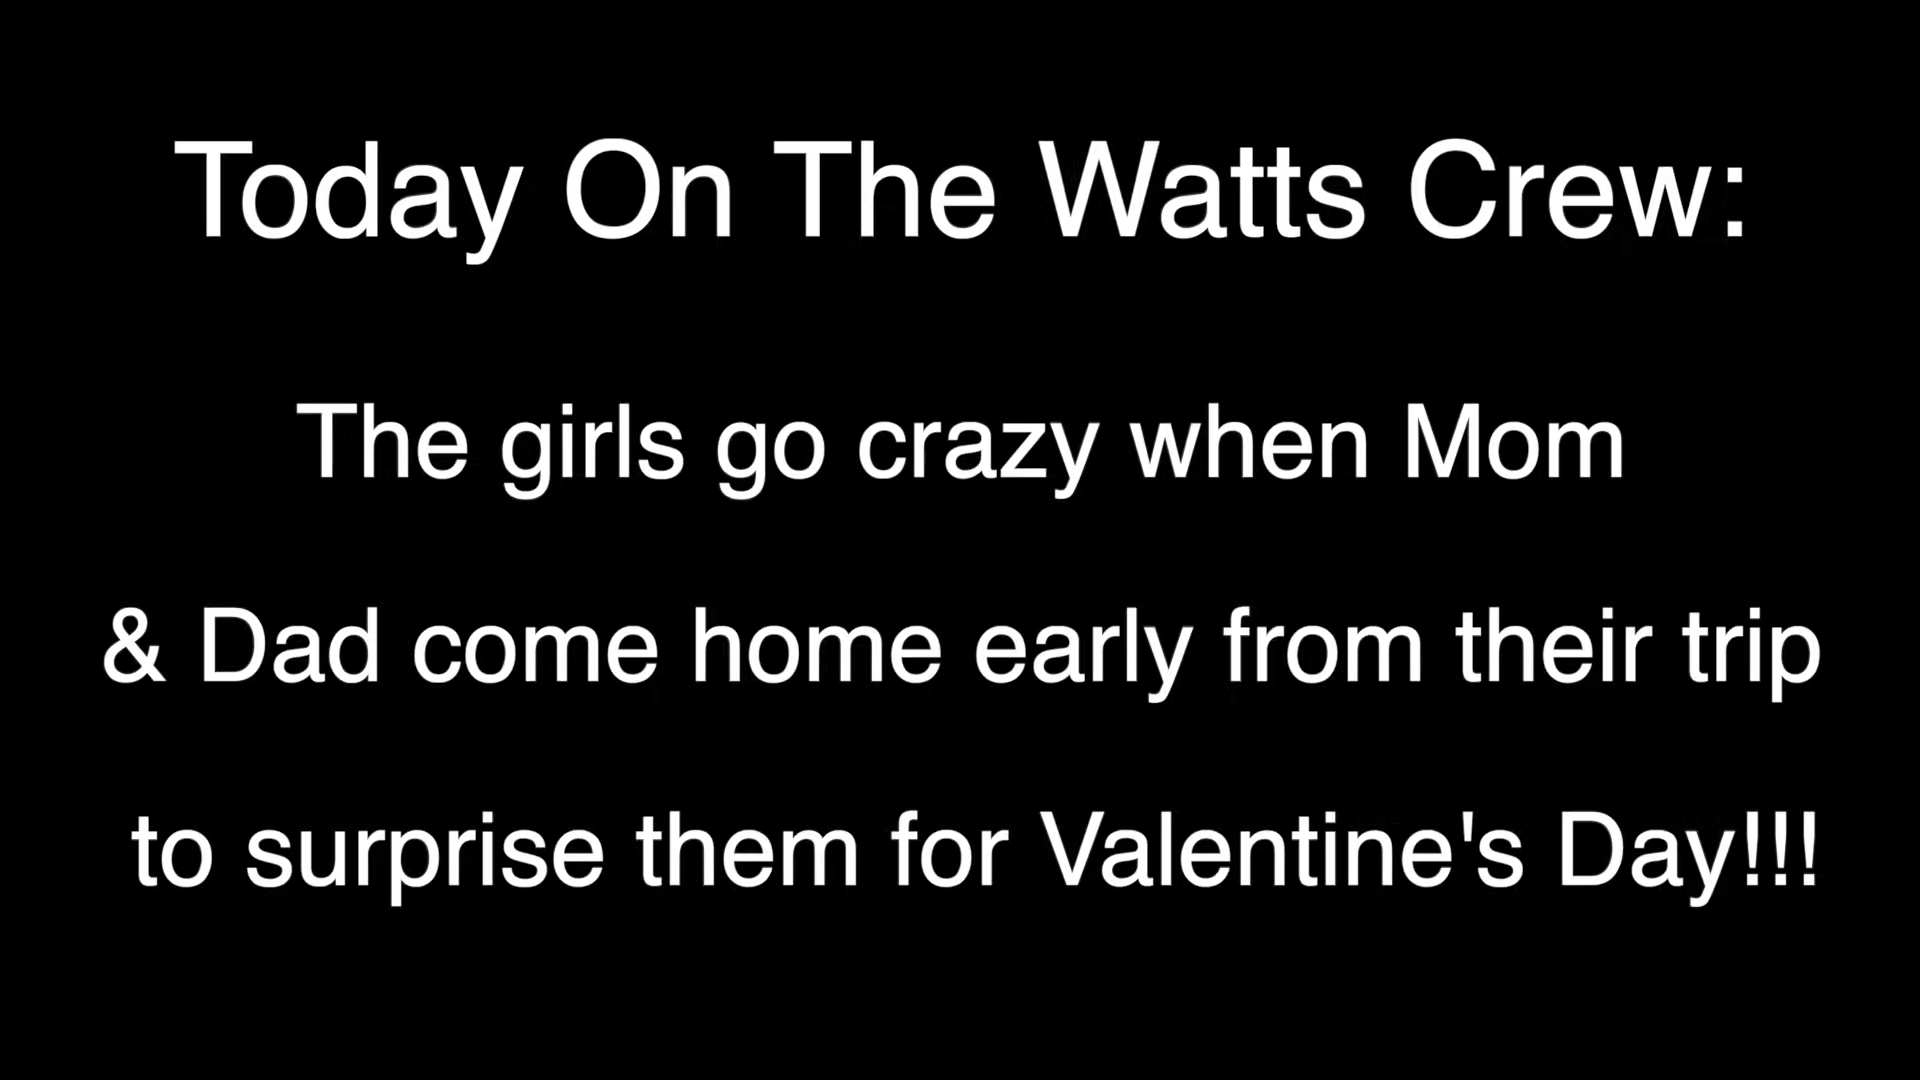 Today On The Watts Crew:
The girls go crazy when Mom
& Dad come home early from their trip
to surprise them for Valentine's Day!!!